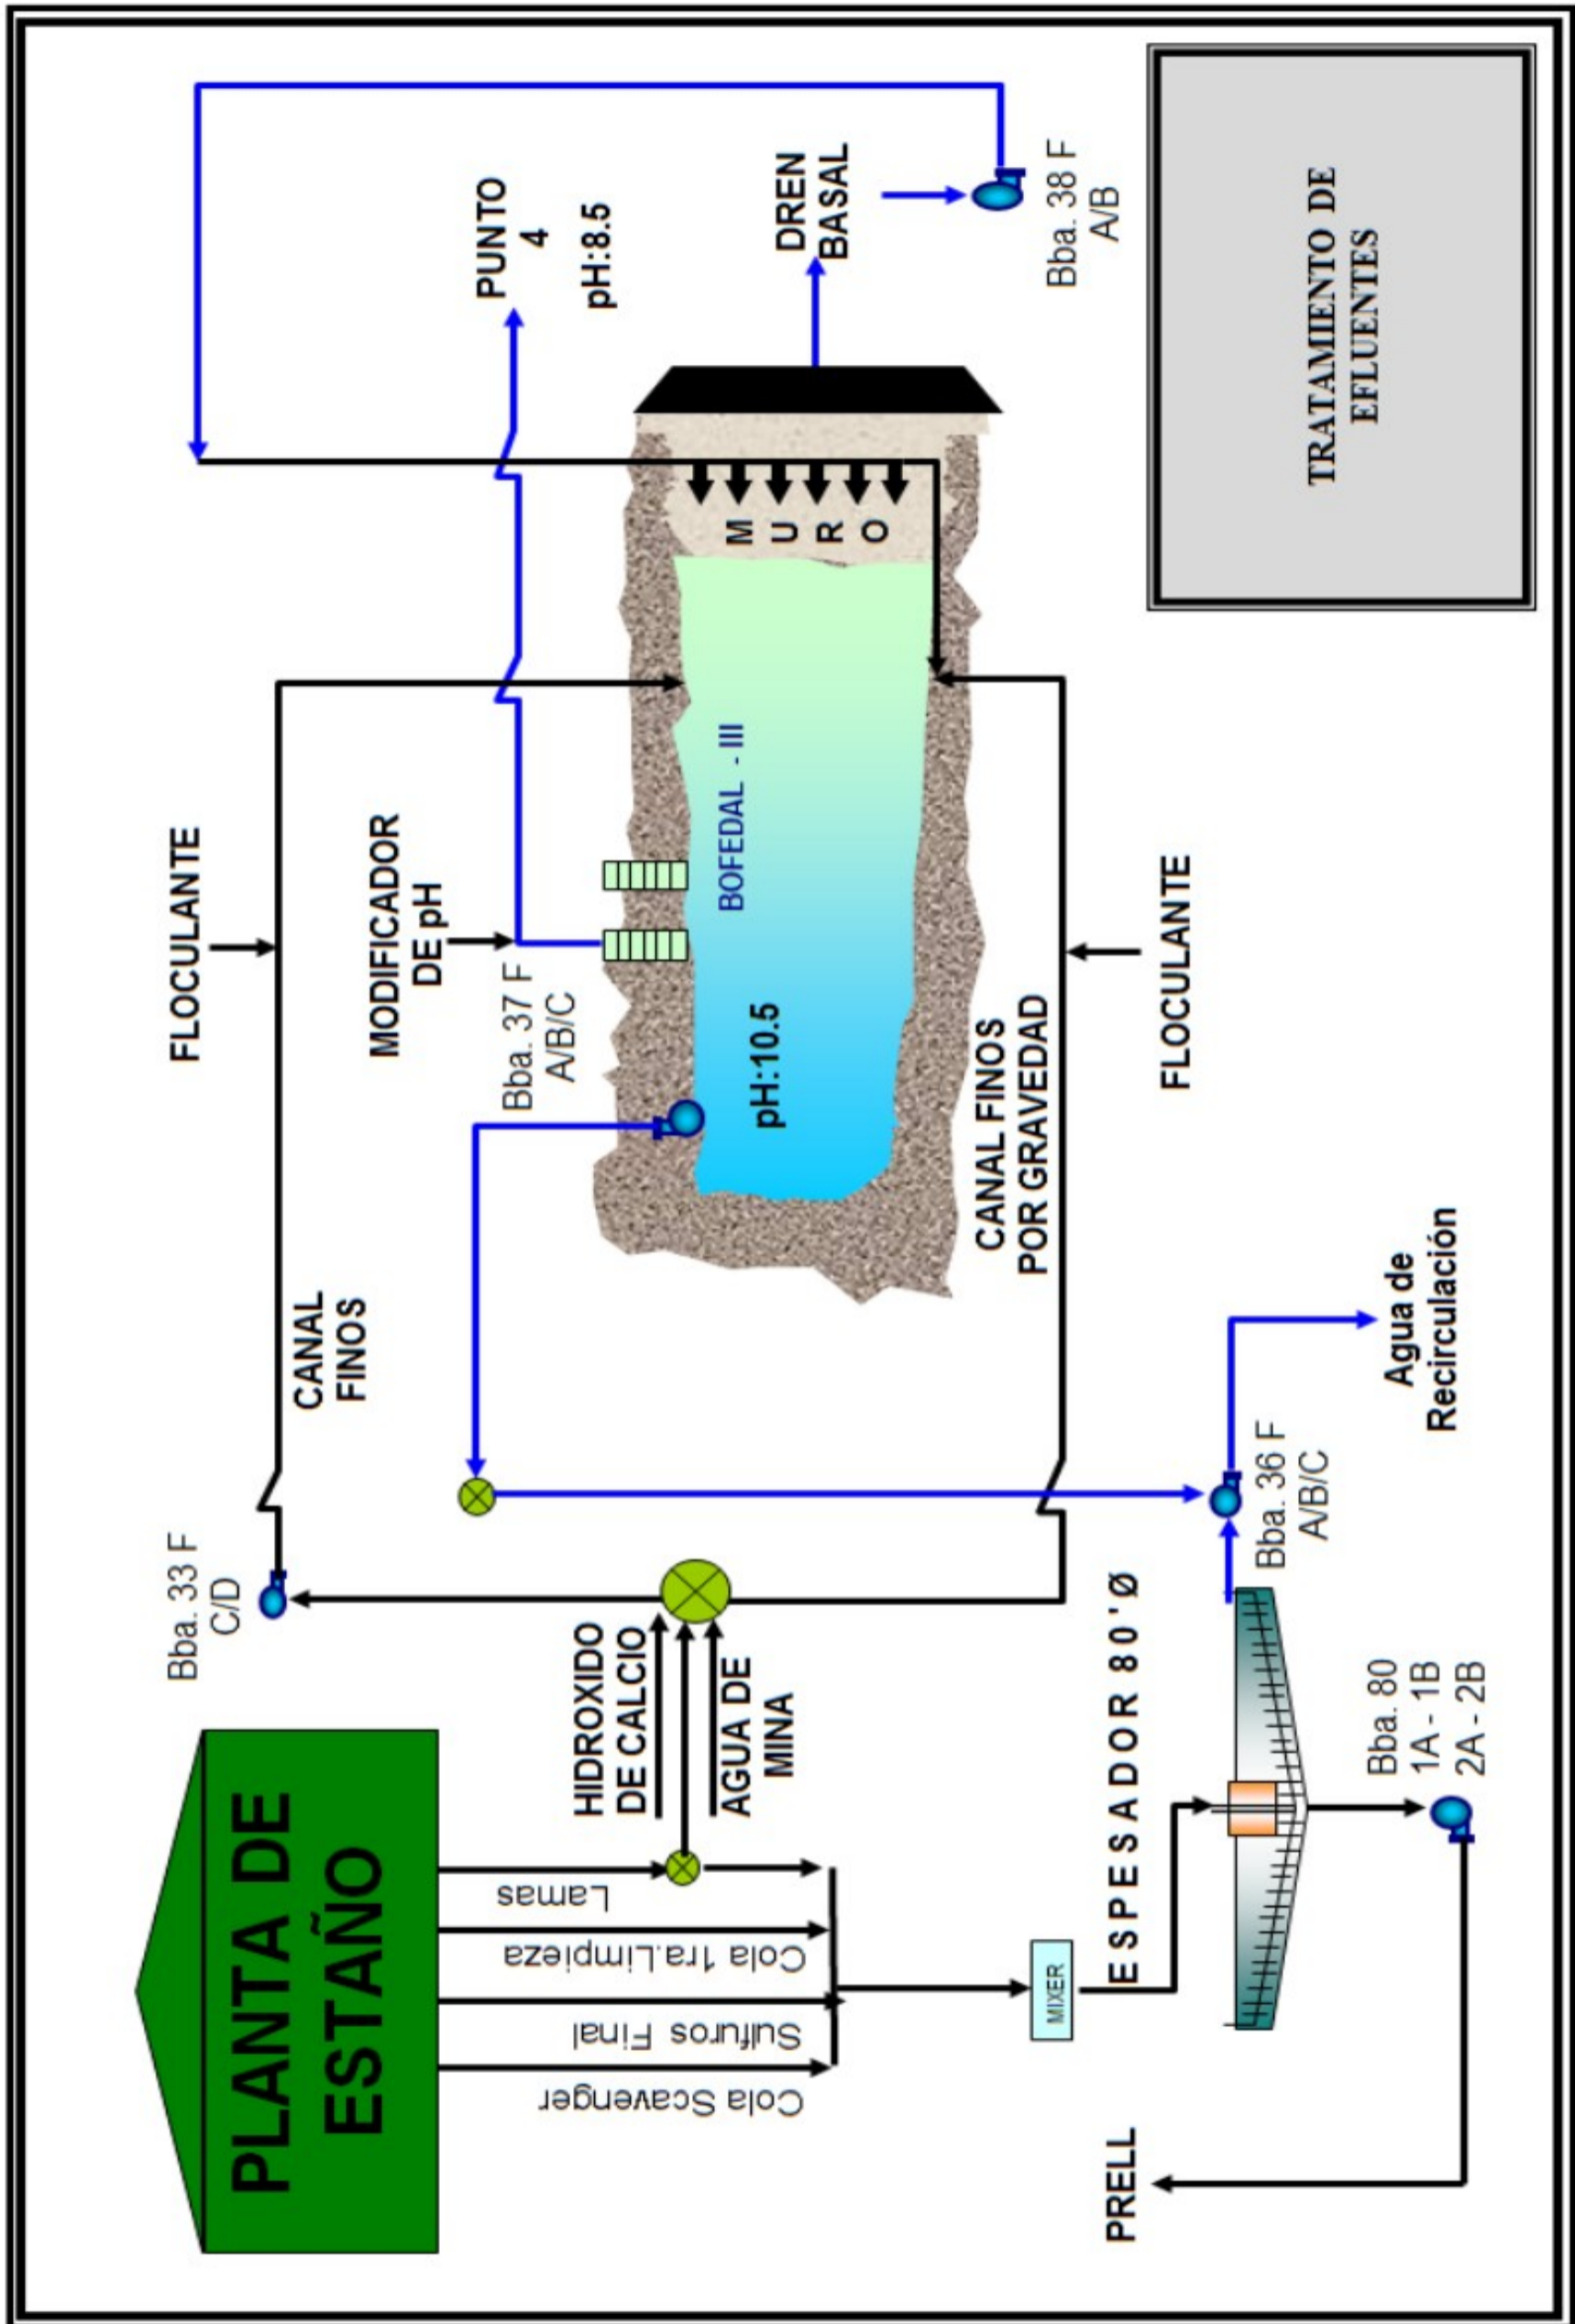 PLANTA DE
ESTAÑO
Lamas
Cola 1ra.Limpieza
Sulfuros Final
Cola Scavenger
HIDROXIDO
DE CALCIO
AGUA DE
MINA
Bba. 33 F
C/D
CANAL
FINOS
FLOCULANTE
MODIFICADOR
DE pH
Bba. 37 F
A/B/C
PUNTO
4
pH:8.5
BOFEDAL - III
pH:10.5
M
U
R
O
DREN
BASAL
Bba. 38 F
A/B
CANAL FINOS
POR GRAVEDAD
FLOCULANTE
MIXER
ESPESADOR 80'Ø
Bba. 36 F
A/B/C
Agua de
Recirculación
Bba. 80
1A - 1B
2A - 2B
PRELL
TRATAMIENTO DE
EFLUENTES